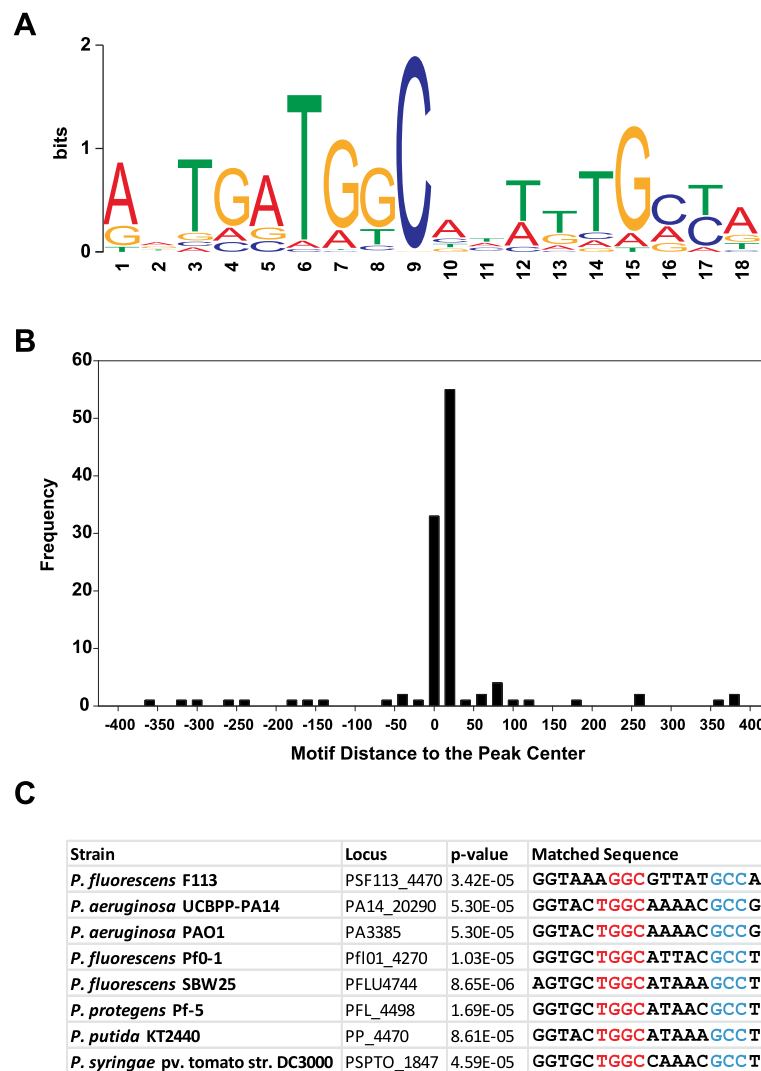 A
bits
2
1
0
1 2 3 4 5 6 7 8 9 10 11 12 13 14 15 16 17 18
B
Frequency
60
50
40
30
20
10
0
-400 -350 -300 -250 -200 -150 -100 -50 0 50 100 150 200 250 300 350 400
Motif Distance to the Peak Center
C
Strain Locus p-value Matched Sequence
P. fluorescens F113 PSF113_4470 3.42E-05 GGTAAAGGCGTTATGCCA
P. aeruginosa UCBPP-PA14 PA14_20290 5.30E-05 GGTACTGGCAAAACGCCG
P. aeruginosa PAO1 PA3385 5.30E-05 GGTACTGGCAAAACGCCG
P. fluorescens Pf0-1 Pfl01_4270 1.03E-05 GGTGCTGGCATTACGCCT
P. fluorescens SBW25 PFLU4744 8.65E-06 AGTGCTGGCATAAAGCCT
P. protegens Pf-5 PFL_4498 1.69E-05 GGTGCTGGCATAACGCCT
P. putida KT2440 PP_4470 8.61E-05 GGTACTGGCATAAAGCCT
P. syringae pv. tomato str. DC3000 PSPTO_1847 4.59E-05 GGTGCTGGCCAAACGCCT